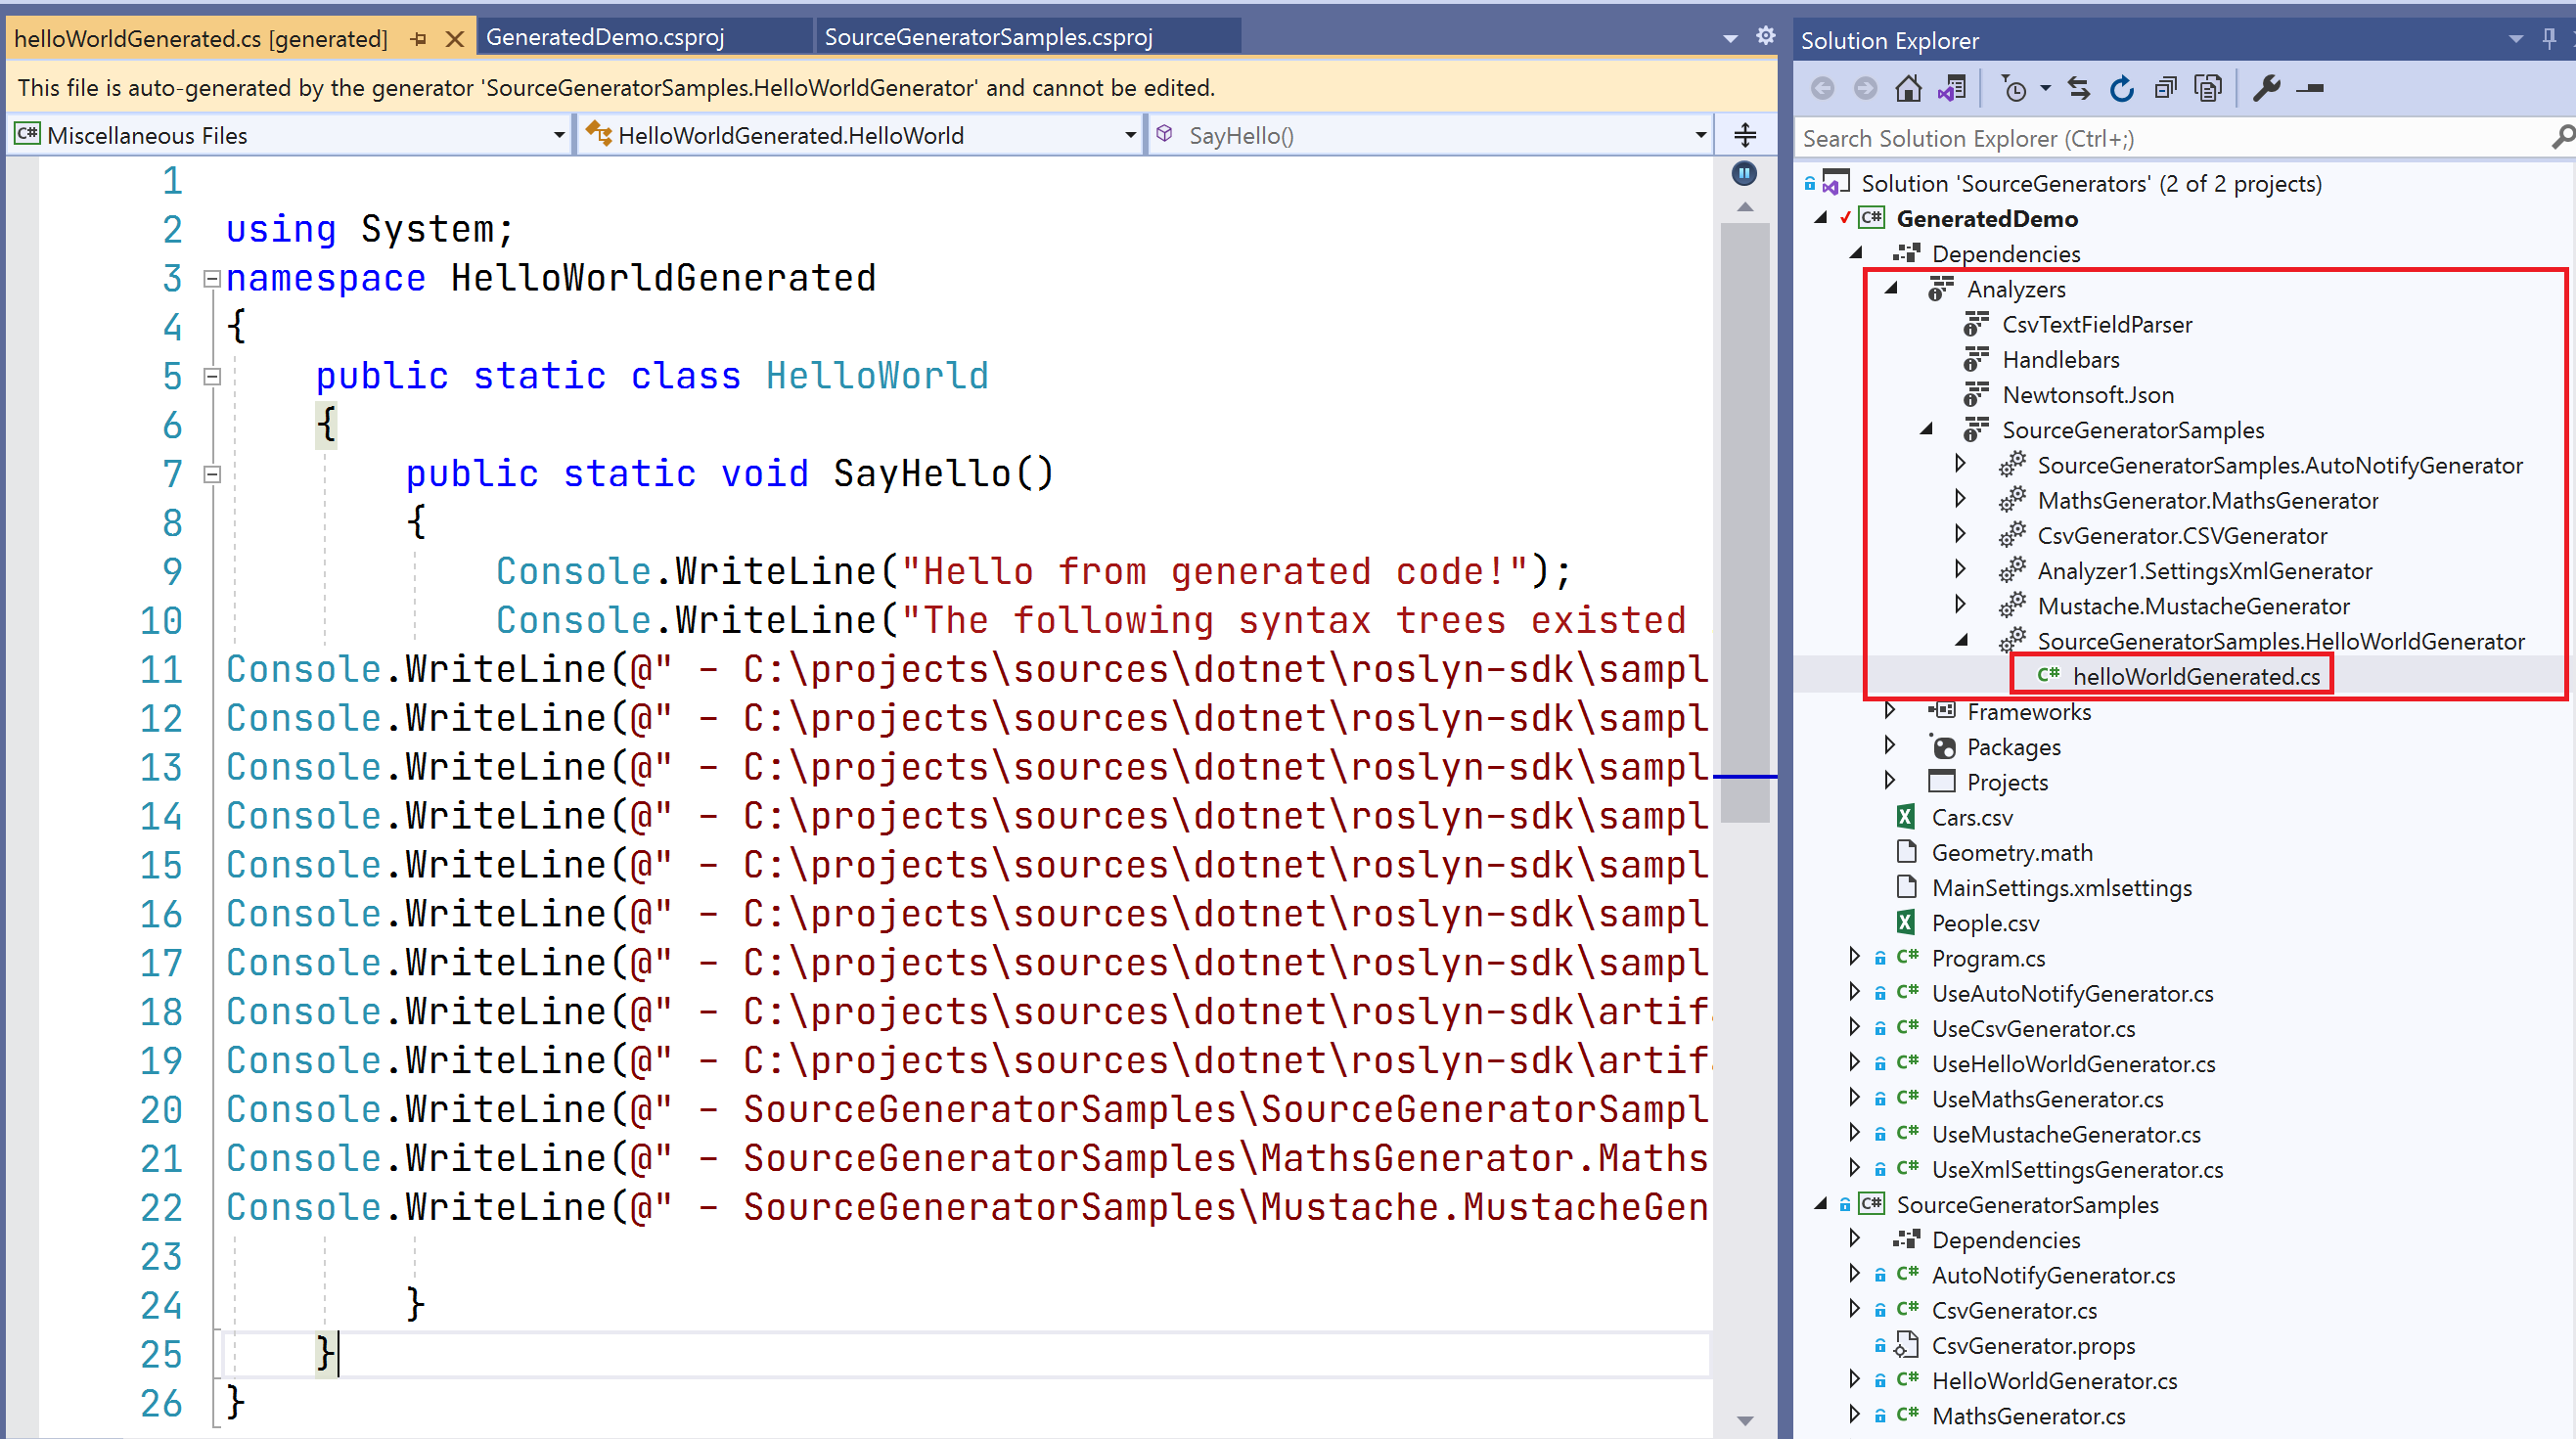 helloWorldGenerated.cs [generated]
GeneratedDemo.csproj
SourceGeneratorSamples.csproj
This file is auto-generated by the generator 'SourceGeneratorSamples.HelloWorldGenerator' and cannot be edited.
C# Miscellaneous Files
HelloWorldGenerated.HelloWorld
SayHello()
1
2 using System;
3 namespace HelloWorldGenerated
4 {
5 public static class HelloWorld
6 {
7 public static void SayHello()
8 {
9 Console.WriteLine("Hello from generated code!");
10 Console.WriteLine("The following syntax trees existed
11 Console.WriteLine(@" - C:\projects\sources\dotnet\roslyn-sdk\sampl
12 Console.WriteLine(@" - C:\projects\sources\dotnet\roslyn-sdk\sampl
13 Console.WriteLine(@" - C:\projects\sources\dotnet\roslyn-sdk\sampl
14 Console.WriteLine(@" - C:\projects\sources\dotnet\roslyn-sdk\sampl
15 Console.WriteLine(@" - C:\projects\sources\dotnet\roslyn-sdk\sampl
16 Console.WriteLine(@" - C:\projects\sources\dotnet\roslyn-sdk\sampl
17 Console.WriteLine(@" - C:\projects\sources\dotnet\roslyn-sdk\sampl
18 Console.WriteLine(@" - C:\projects\sources\dotnet\roslyn-sdk\artif
19 Console.WriteLine(@" - C:\projects\sources\dotnet\roslyn-sdk\artif
20 Console.WriteLine(@" - SourceGeneratorSamples\SourceGeneratorSampl
21 Console.WriteLine(@" - SourceGeneratorSamples\MathsGenerator.Maths
22 Console.WriteLine(@" - SourceGeneratorSamples\Mustache.MustacheGen
23
24 }
25 }
26 }
Solution Explorer
Search Solution Explorer (Ctrl+;)
Solution 'SourceGenerators' (2 of 2 projects)
C# GeneratedDemo
Dependencies
Analyzers
CsvTextFieldParser
Handlebars
Newtonsoft.Json
SourceGeneratorSamples
SourceGeneratorSamples.AutoNotifyGenerator
MathsGenerator.MathsGenerator
CsvGenerator.CSVGenerator
Analyzer1.SettingsXmlGenerator
Mustache.MustacheGenerator
SourceGeneratorSamples.HelloWorldGenerator
C# helloWorldGenerated.cs
Frameworks
Packages
Projects
Cars.csv
Geometry.math
MainSettings.xmlsettings
People.csv
C# Program.cs
C# UseAutoNotifyGenerator.cs
C# UseCsvGenerator.cs
C# UseHelloWorldGenerator.cs
C# UseMathsGenerator.cs
C# UseMustacheGenerator.cs
C# UseXmlSettingsGenerator.cs
C# SourceGeneratorSamples
Dependencies
C# AutoNotifyGenerator.cs
C# CsvGenerator.cs
CsvGenerator.props
C# HelloWorldGenerator.cs
C# MathsGenerator.cs